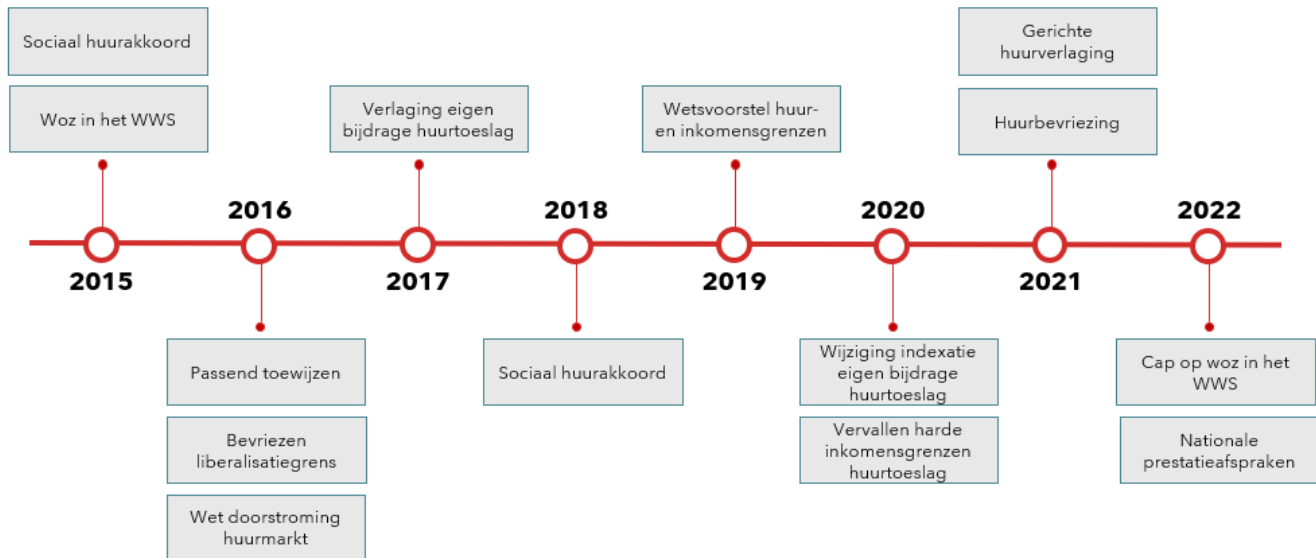 Sociaal huurakkoord
Woz in het WWS
2015
2016
Passend toewijzen
Bevriezen
liberalisatiegrens
Wet doorstroming
huurmarkt
Verlaging eigen
bijdrage huurtoeslag
2017
2018
Sociaal huurakkoord
Wetsvoorstel huur-
en inkomensgrenzen
2019
2020
Wijziging indexatie
eigen bijdrage
huurtoeslag
Vervallen harde
inkomensgrenzen
huurtoeslag
Gerichte
huurverlaging
Huurbevriezing
2021
2022
Cap op woz in het
WWS
Nationale
prestatieafspraken